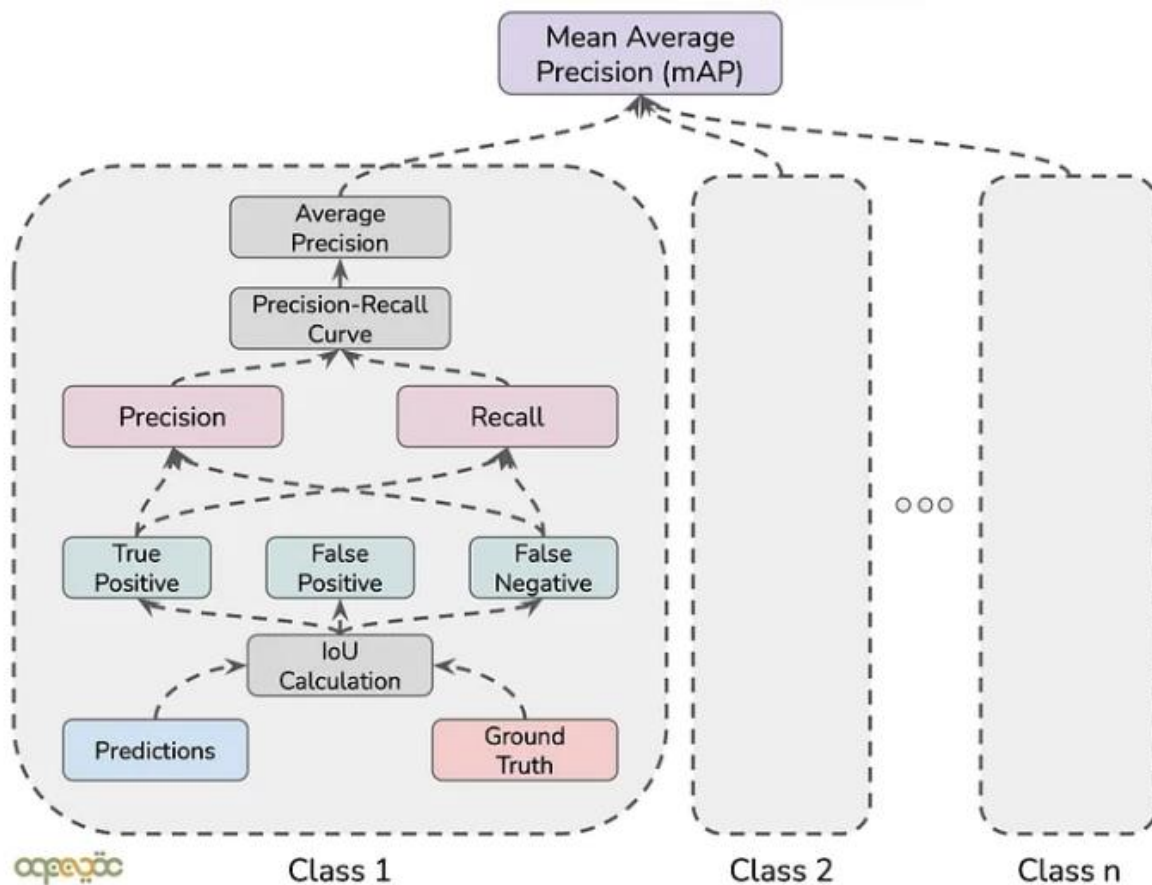 Mean Average
Precision (mAP)
Average
Precision
Precision-Recall
Curve
Precision
Recall
True
Positive
False
Positive
False
Negative
IoU
Calculation
Predictions
Ground
Truth
Class 1
Class 2
Class n